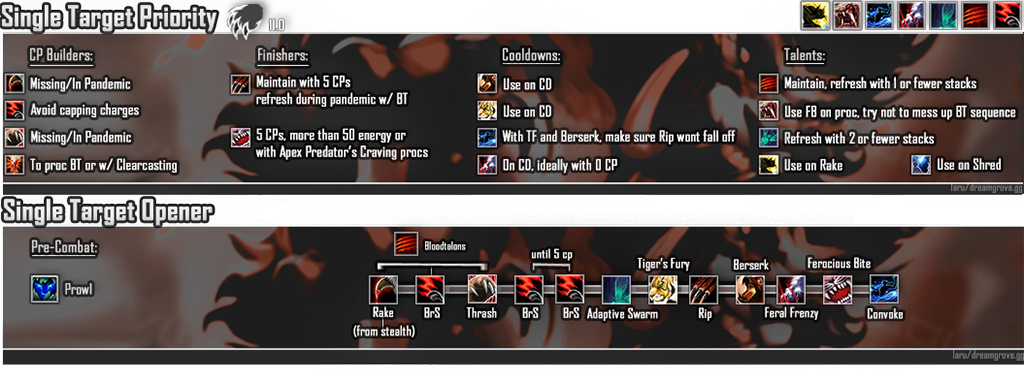 Single Target Priority 11.0
CP Builders:
Missing/In Pandemic
Avoid capping charges
Missing/In Pandemic
To proc BT or w/ Clearcasting
Finishers:
Maintain with 5 CPs
refresh during pandemic w/ BT
5 CPs, more than 50 energy or
with Apex Predator's Craving procs
Cooldowns:
Use on CD
Use on CD
With TF and Berserk, make sure Rip wont fall off
On CD, ideally with 0 CP
Talents:
Maintain, refresh with 1 or fewer stacks
Use FB on proc, try not to mess up BT sequence
Refresh with 2 or fewer stacks
Use on Rake
Use on Shred
laru/dreamgrove.gg
Single Target Opener
Pre-Combat:
Prowl
Bloodtalons
until 5 cp
Tiger's Fury
Berserk
Ferocious Bite
Rake
(from stealth)
BrS
Thrash
BrS
BrS
Adaptive Swarm
Rip
Feral Frenzy
Convoke
laru/dreamgrove.gg